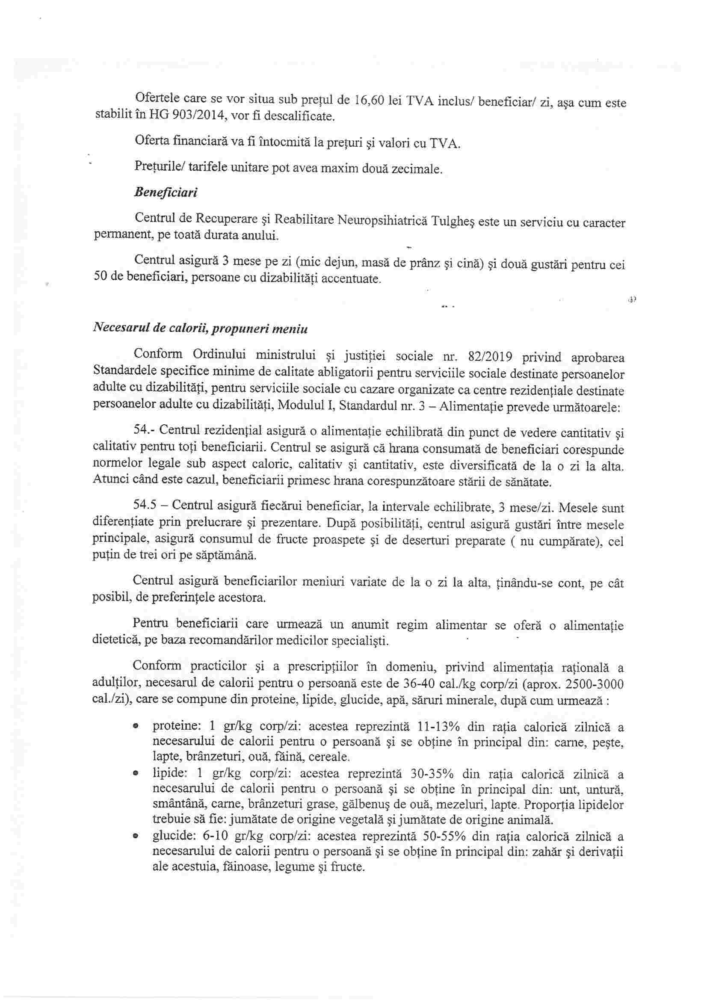 Ofertele care se vor situa sub prețul de 16,60 lei TVA inclus/ beneficiar/ zi, așa cum este
stabilit în HG 903/2014, vor fi descalificate.
Oferta financiară va fi întocmită la prețuri și valori cu TVA.
Prețurile/ tarifele unitare pot avea maxim două zecimale.
Beneficiari
Centrul de Recuperare și Reabilitare Neuropsihiatrică Tulgheș este un serviciu cu caracter
permanent, pe toată durata anului.
Centrul asigură 3 mese pe zi (mic dejun, masă de prânz și cină) și două gustări pentru cei
50 de beneficiari, persoane cu dizabilități accentuate.
Necesarul de calorii, propuneri meniu
Conform Ordinului ministrului și justiției sociale nr. 82/2019 privind aprobarea
Standardele specifice minime de calitate abligatorii pentru serviciile sociale destinate persoanelor
adulte cu dizabilități, pentru serviciile sociale cu cazare organizate ca centre rezidențiale destinate
persoanelor adulte cu dizabilități, Modulul I, Standardul nr. 3 – Alimentație prevede următoarele:
54.- Centrul rezidențial asigură o alimentație echilibrată din punct de vedere cantitativ și
calitativ pentru toți beneficiarii. Centrul se asigură că hrana consumată de beneficiari corespunde
normelor legale sub aspect caloric, calitativ și cantitativ, este diversificată de la o zi la alta.
Atunci când este cazul, beneficiarii primesc hrana corespunzătoare stării de sănătate.
54.5 – Centrul asigură fiecărui beneficiar, la intervale echilibrate, 3 mese/zi. Mesele sunt
diferențiate prin prelucrare și prezentare. După posibilități, centrul asigură gustări între mesele
principale, asigură consumul de fructe proaspete și de deserturi preparate ( nu cumpărate), cel
puțin de trei ori pe săptămână.
Centrul asigură beneficiarilor meniuri variate de la o zi la alta, ținându-se cont, pe cât
posibil, de preferințele acestora.
Pentru beneficiarii care urmează un anumit regim alimentar se oferă o alimentație
dietetică, pe baza recomandărilor medicilor specialiști.
Conform practicilor și a prescripțiilor în domeniu, privind alimentația rațională a
adulților, necesarul de calorii pentru o persoană este de 36-40 cal./kg corp/zi (aprox. 2500-3000
cal./zi), care se compune din proteine, lipide, glucide, apă, săruri minerale, după cum urmează :
• proteine: 1 gr/kg corp/zi: acestea reprezintă 11-13% din rația calorică zilnică a
necesarului de calorii pentru o persoană și se obține în principal din: carne, pește,
lapte, brânzeturi, ouă, făină, cereale.
• lipide: 1 gr/kg corp/zi: acestea reprezintă 30-35% din rația calorică zilnică a
necesarului de calorii pentru o persoană și se obține în principal din: unt, untură,
smântână, carne, brânzeturi grase, gălbenuș de ouă, mezeluri, lapte. Proporția lipidelor
trebuie să fie: jumătate de origine vegetală și jumătate de origine animală.
• glucide: 6-10 gr/kg corp/zi: acestea reprezintă 50-55% din rația calorică zilnică a
necesarului de calorii pentru o persoană și se obține în principal din: zahăr și derivații
ale acestuia, făinoase, legume și fructe.